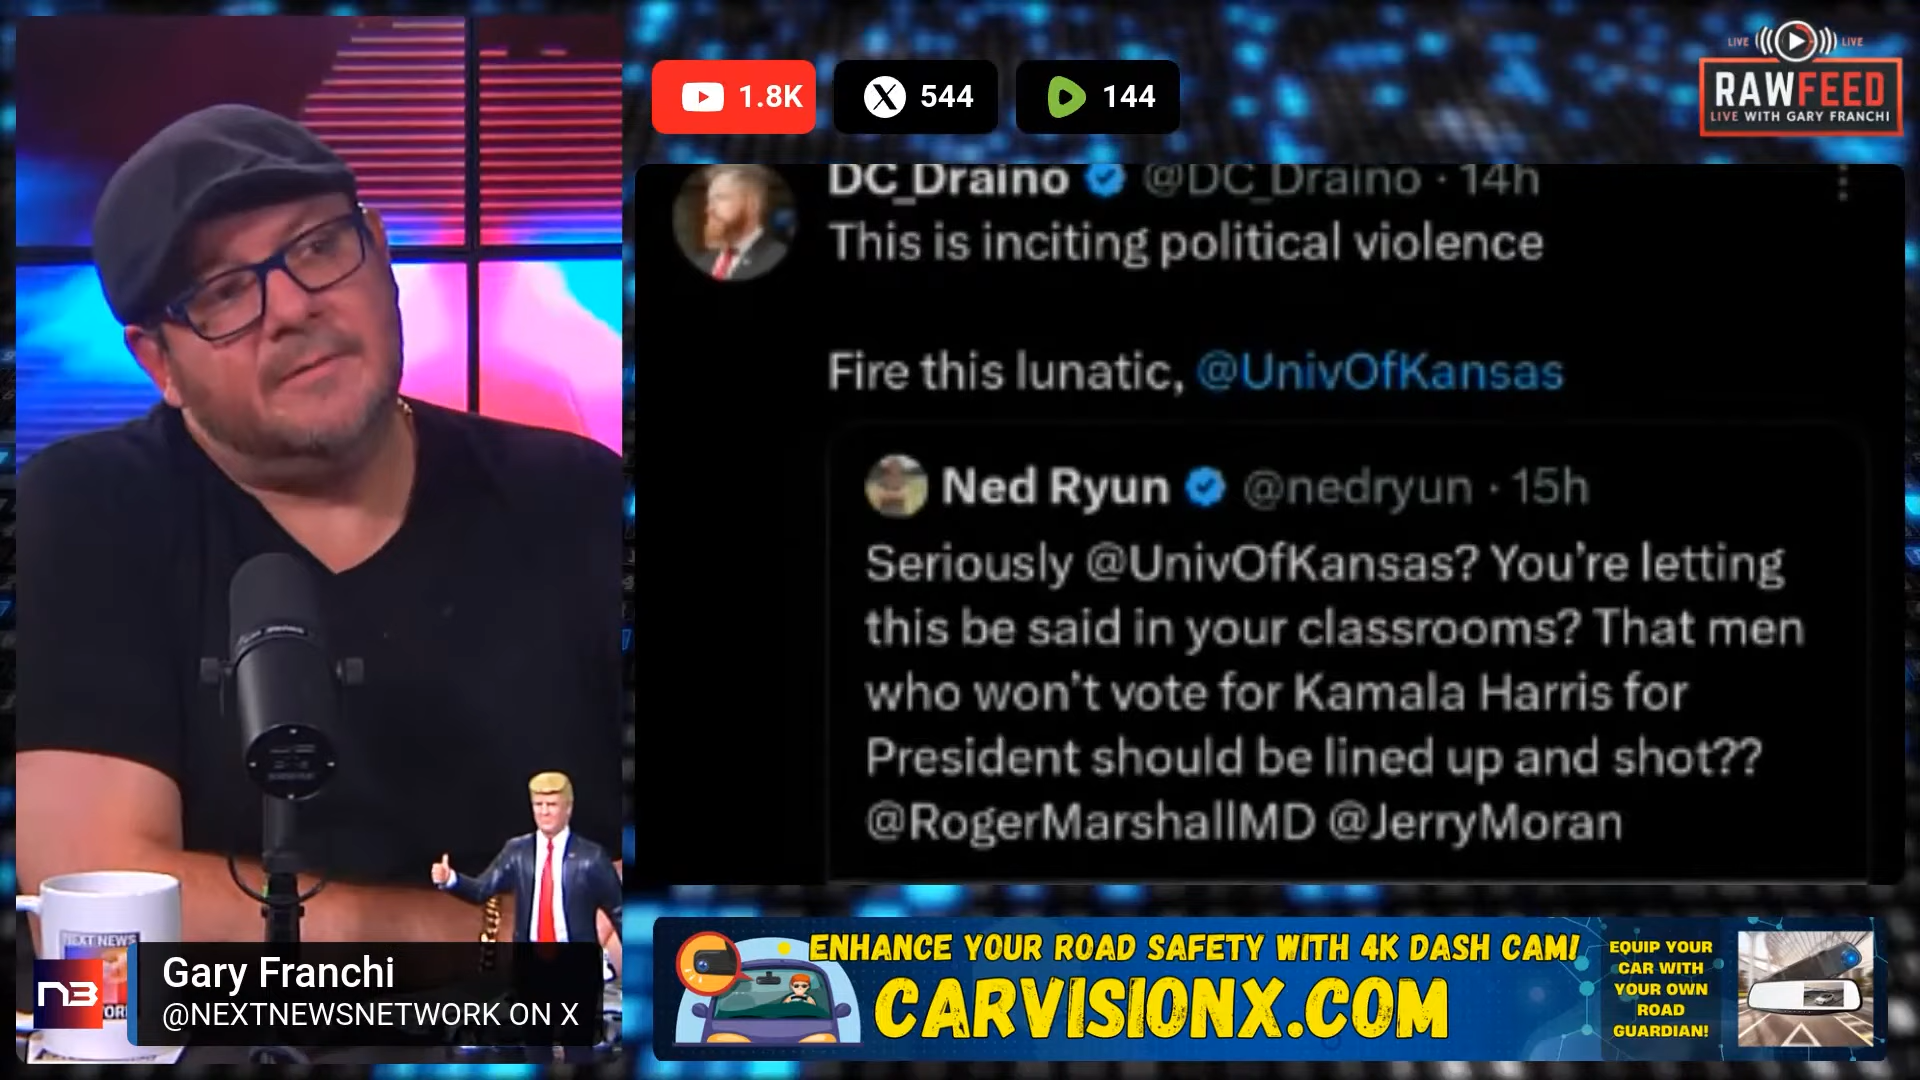 1.8K
544
144
LIVE
LIVE
RAWFEED
LIVE WITH GARY FRANCHI
DC_Draino @DC_Draino · 14h
This is inciting political violence
Fire this lunatic, @UnivOfKansas
Ned Ryun @nedryun · 15h
Seriously @UnivOfKansas? You're letting
this be said in your classrooms? That men
who won't vote for Kamala Harris for
President should be lined up and shot??
@RogerMarshallMD @JerryMoran
NEXT NEWS
n3
Gary Franchi
@NEXTNEWSNETWORK ON X
ENHANCE YOUR ROAD SAFETY WITH 4K DASH CAM!
CARVISIONX.COM
EQUIP YOUR
CAR WITH
YOUR OWN
ROAD
GUARDIAN!